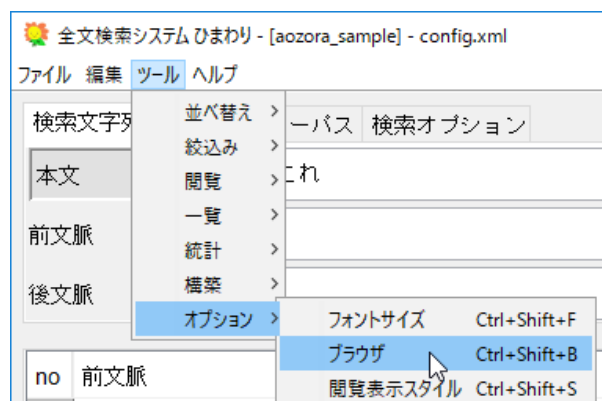 全文検索システム ひまわり - [aozora_sample] - config.xml
ファイル 編集 ツール ヘルプ
検索文字列 ーパス 検索オプション
並べ替え >
絞込み >
本文 これ
閲覧 >
一覧 >
前文脈
統計 >
構築 >
後文脈
オプション >
フォントサイズ Ctrl+Shift+F
ブラウザ Ctrl+Shift+B
閲覧表示スタイル Ctrl+Shift+S
no 前文脈